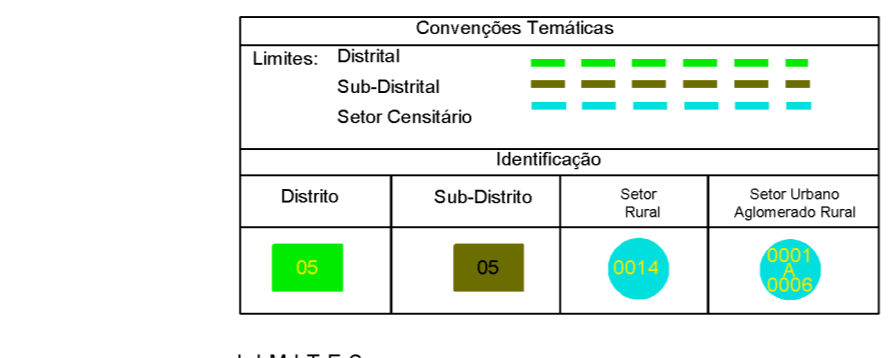 Convenções Temáticas
Limites: Distrital
Sub-Distrital
Setor Censitário
Identificação
Distrito
Sub-Distrito
Setor
Rural
Setor Urbano
Aglomerado Rural
05
05
0014
0001
A
0006
LIMITES